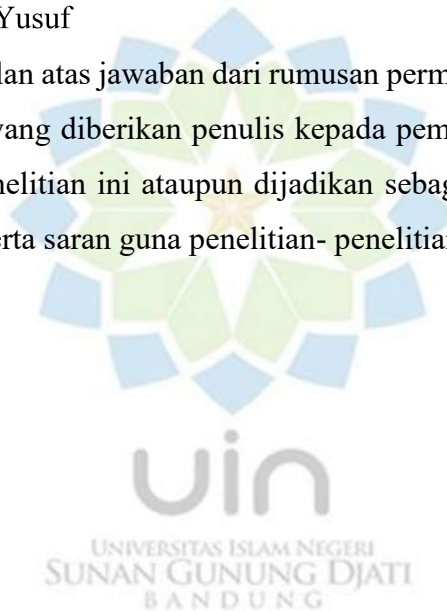 Yusuf
lan atas jawaban dari rumusan perm
yang diberikan penulis kepada pem
nelitian ini ataupun dijadikan sebag
erta saran guna penelitian- penelitian
uin
UNIVERSITAS ISLAM NEGERI
SUNAN GUNUNG DJATI
BANDUNG